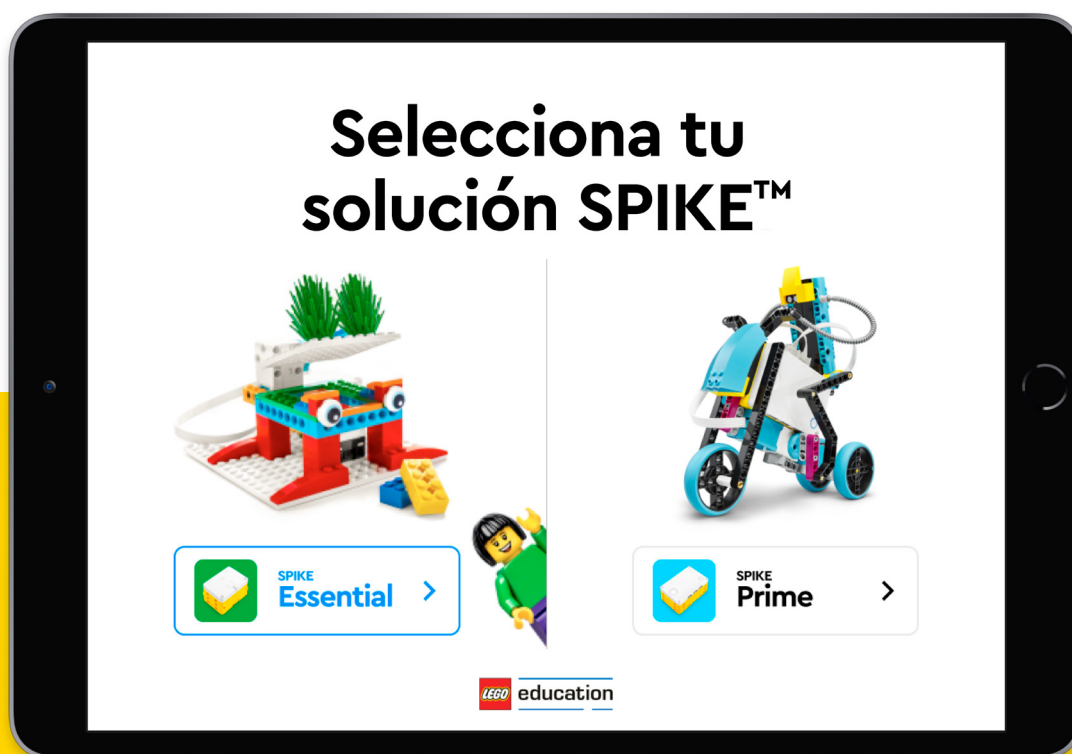 Selecciona tu
solución SPIKE™
SPIKE
Essential
SPIKE
Prime
LEGO education